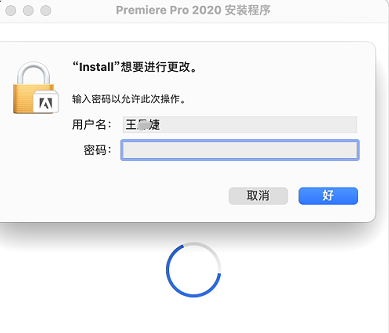 Premiere Pro 2020 安装程序
“Install”想要进行更改。
输入密码以允许此次操作。
用户名： 王婕
密码：
取消 好